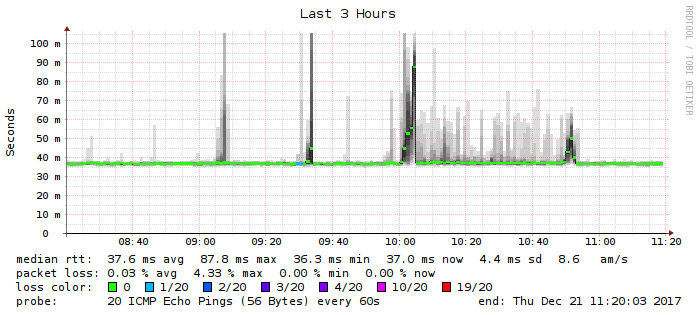 Last 3 Hours
RRDTOOL / TOBI OETIKER
Seconds
100 m
90 m
80 m
70 m
60 m
50 m
40 m
30 m
20 m
10 m
0
08:40 09:00 09:20 09:40 10:00 10:20 10:40 11:00 11:20
median rtt: 37.6 ms avg 87.8 ms max 36.3 ms min 37.0 ms now 4.4 ms sd 8.6 am/s
packet loss: 0.03 % avg 4.33 % max 0.00 % min 0.00 % now
loss color: 0 1/20 2/20 3/20 4/20 10/20 19/20
probe: 20 ICMP Echo Pings (56 Bytes) every 60s end: Thu Dec 21 11:20:03 2017